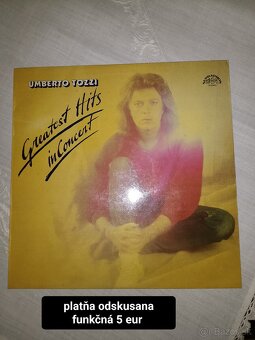 UMBERTO TOZZI
Greatest Hits
in Concert
platňa odskusana
funkčná 5 eur